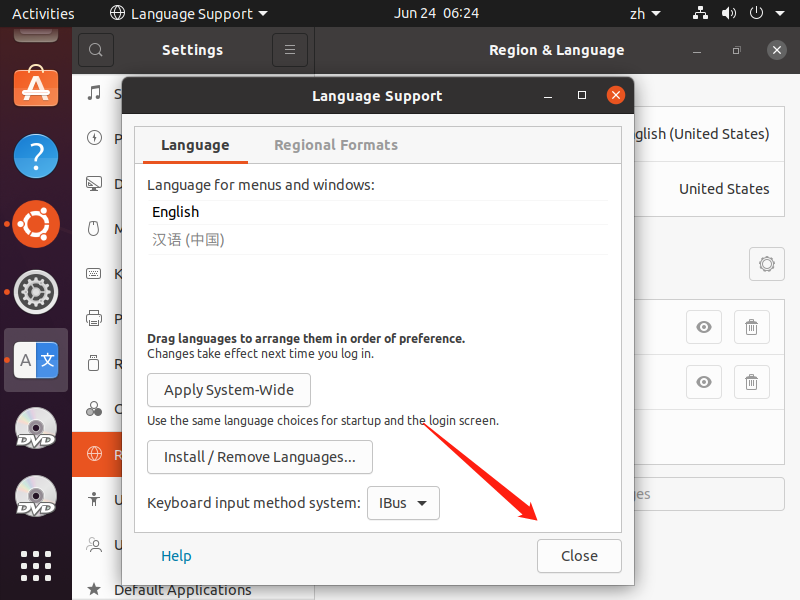 Activities Language Support Jun 24 06:24 zh
Settings Region & Language
Language Support
Language Regional Formats
Language for menus and windows:
English
汉语 (中国)
Drag languages to arrange them in order of preference.
Changes take effect next time you log in.
Apply System-Wide
Use the same language choices for startup and the login screen.
Install / Remove Languages...
Keyboard input method system: IBus
Help Close
glish (United States)
United States
ges
S
P
D
M
K
P
R
C
R
U
U
Default Applications
A 文
DVD
DVD